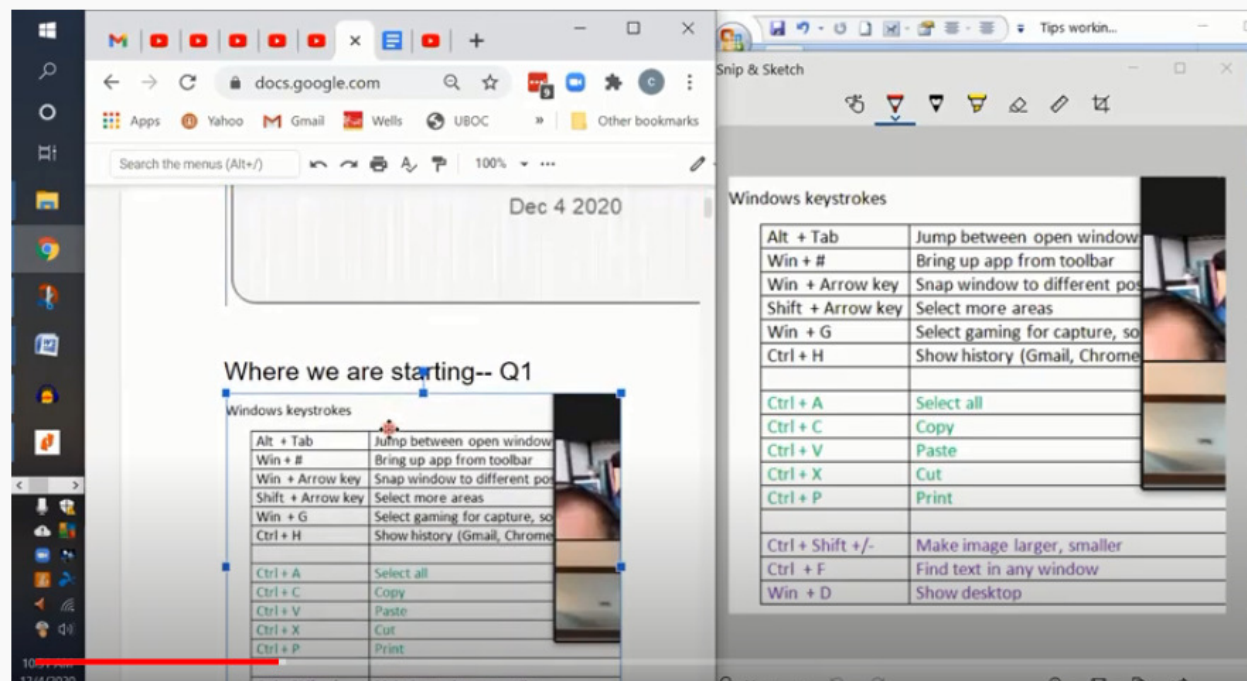 Tips workin...
docs.google.com
9
C
Apps Yahoo Gmail Wells UBOC » Other bookmarks
Search the menus (Alt+/) 100%
Dec 4 2020
Where we are starting-- Q1
Windows keystrokes
Alt + Tab Jump between open window
Win + # Bring up app from toolbar
Win + Arrow key Snap window to different pos
Shift + Arrow key Select more areas
Win + G Select gaming for capture, so
Ctrl + H Show history (Gmail, Chrome
Ctrl + A Select all
Ctrl + C Copy
Ctrl + V Paste
Ctrl + X Cut
Ctrl + P Print
Snip & Sketch
Windows keystrokes
Alt + Tab Jump between open window
Win + # Bring up app from toolbar
Win + Arrow key Snap window to different pos
Shift + Arrow key Select more areas
Win + G Select gaming for capture, so
Ctrl + H Show history (Gmail, Chrome
Ctrl + A Select all
Ctrl + C Copy
Ctrl + V Paste
Ctrl + X Cut
Ctrl + P Print
Ctrl + Shift +/- Make image larger, smaller
Ctrl + F Find text in any window
Win + D Show desktop